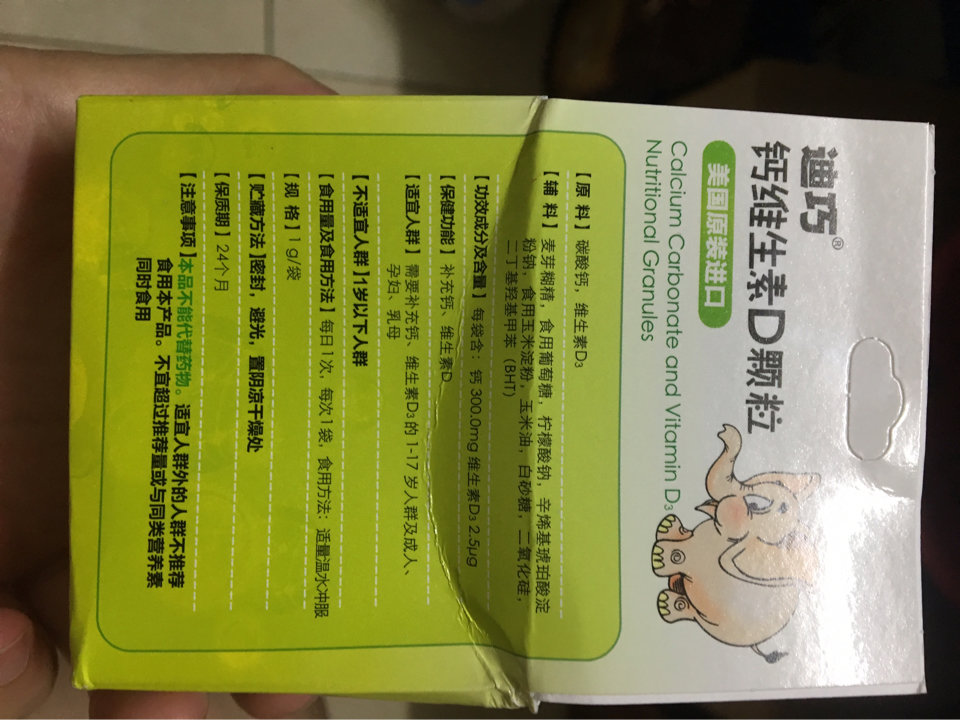 迪巧®
钙维生素D颗粒
美国原装进口
Calcium Carbonate and Vitamin D₃
Nutritional Granules
【原 料】碳酸钙，维生素D₃
【辅 料】麦芽糊精，食用葡萄糖，柠檬酸钠，辛烯基琥珀酸淀
粉钠，食用玉米淀粉，玉米油，白砂糖，二氧化硅，
二丁基羟基甲苯（BHT）
【功效成分及含量】每袋含：钙 300.0mg 维生素D₃ 2.5μg
【保健功能】补充钙、维生素D
【适宜人群】需要补充钙、维生素D₃的1-17岁人群及成人、
孕妇、乳母
【不适宜人群】1岁以下人群
【食用量及食用方法】每日1次，每次1袋，食用方法：适量温水冲服
【规 格】1g/袋
【贮藏方法】密封，避光，置阴凉干燥处
【保质期】24个月
【注意事项】本品不能代替药物。适宜人群外的人群不推荐
食用本产品。不宜超过推荐量或与同类营养素
同时食用